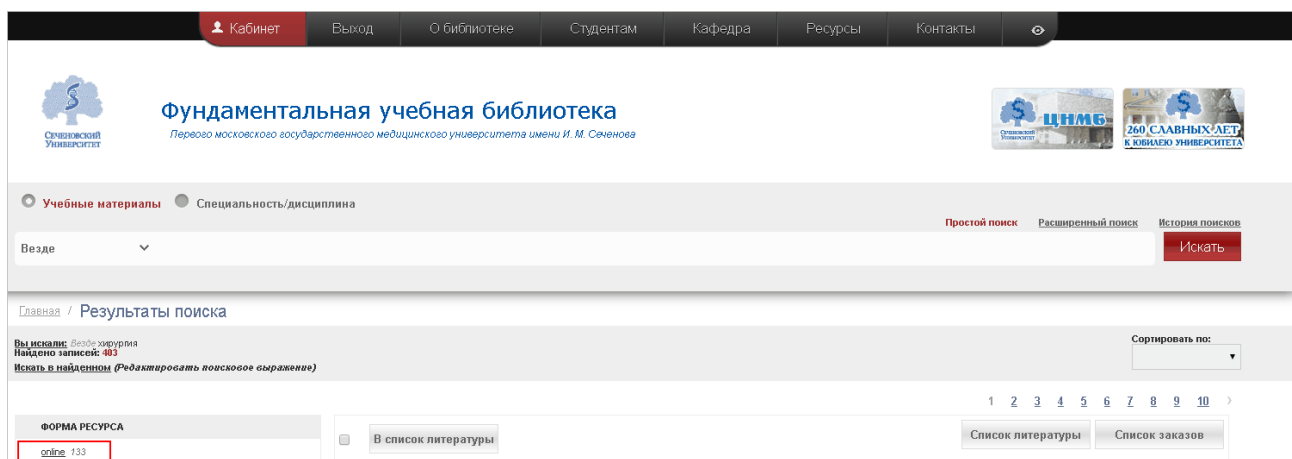 Кабинет Выход О библиотеке Студентам Кафедра Ресурсы Контакты
Сеченовский
Университет
Фундаментальная учебная библиотека
Первого московского государственного медицинского университета имени И. М. Сеченова
Сеченовский
Университет
ЦНМБ
260 СЛАВНЫХ ЛЕТ
К ЮБИЛЕЮ УНИВЕРСИТЕТА
Учебные материалы Специальность/дисциплина
Простой поиск Расширенный поиск История поисков
Везде Искать
Главная / Результаты поиска
Вы искали: Везде хирургия
Найдено записей: 403
Искать в найденном (Редактировать поисковое выражение)
Сортировать по:
1 2 3 4 5 6 7 8 9 10
ФОРМА РЕСУРСА
online 133
В список литературы Список литературы Список заказов